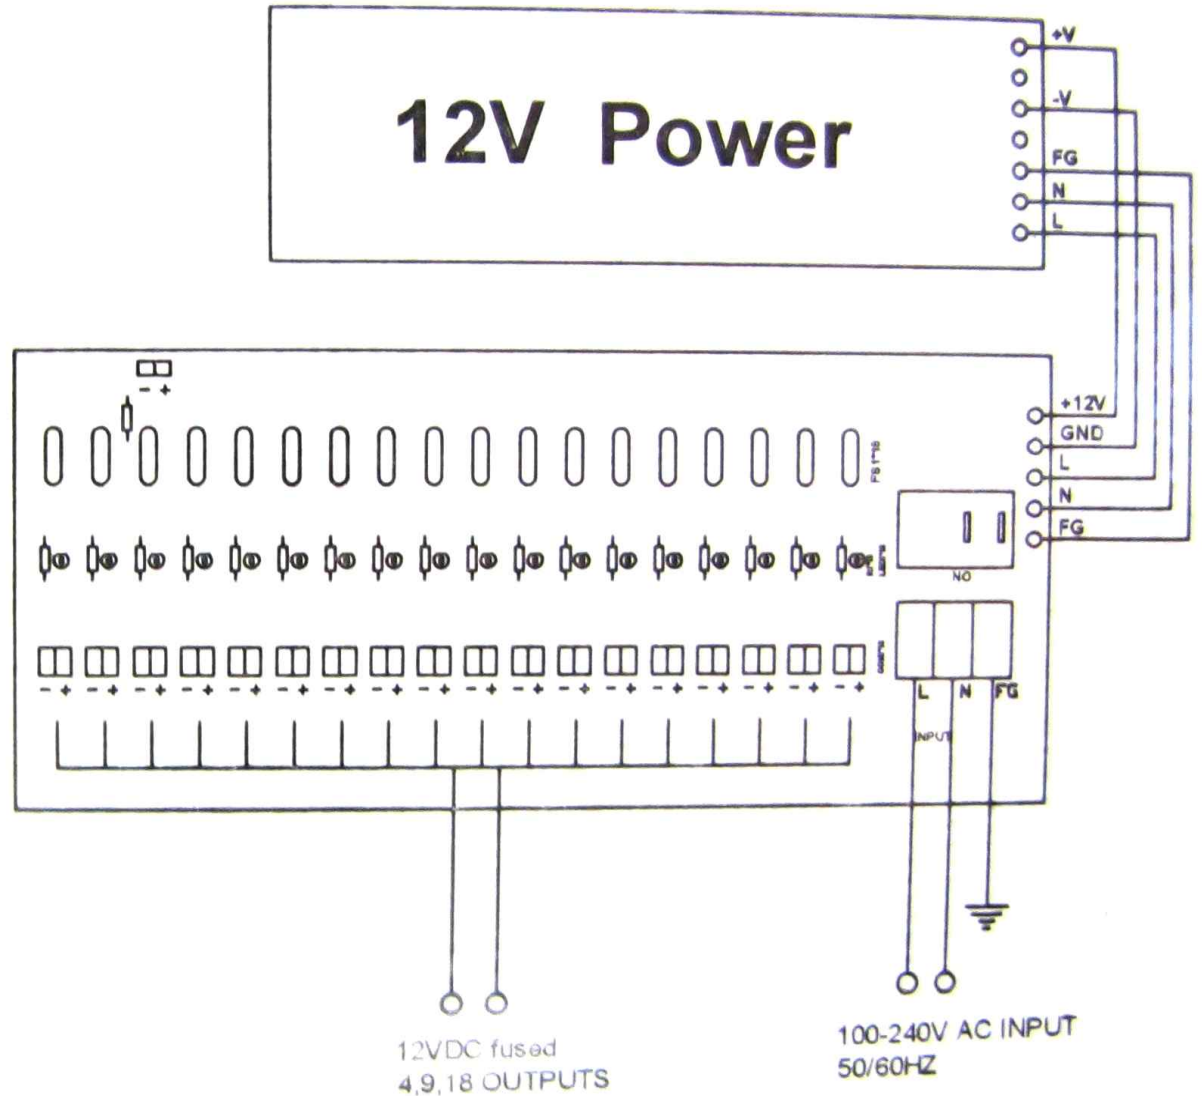 +V
12V Power
-V
FG
N
L
- +
+12V
GND
L
N
FG
FS1~18
NO
- + - + - + - + - + - + - + - + - + - + - + - + - + - + - + - + - + - +
L N FG
INPUT
12VDC fused
4,9,18 OUTPUTS
100-240V AC INPUT
50/60HZ